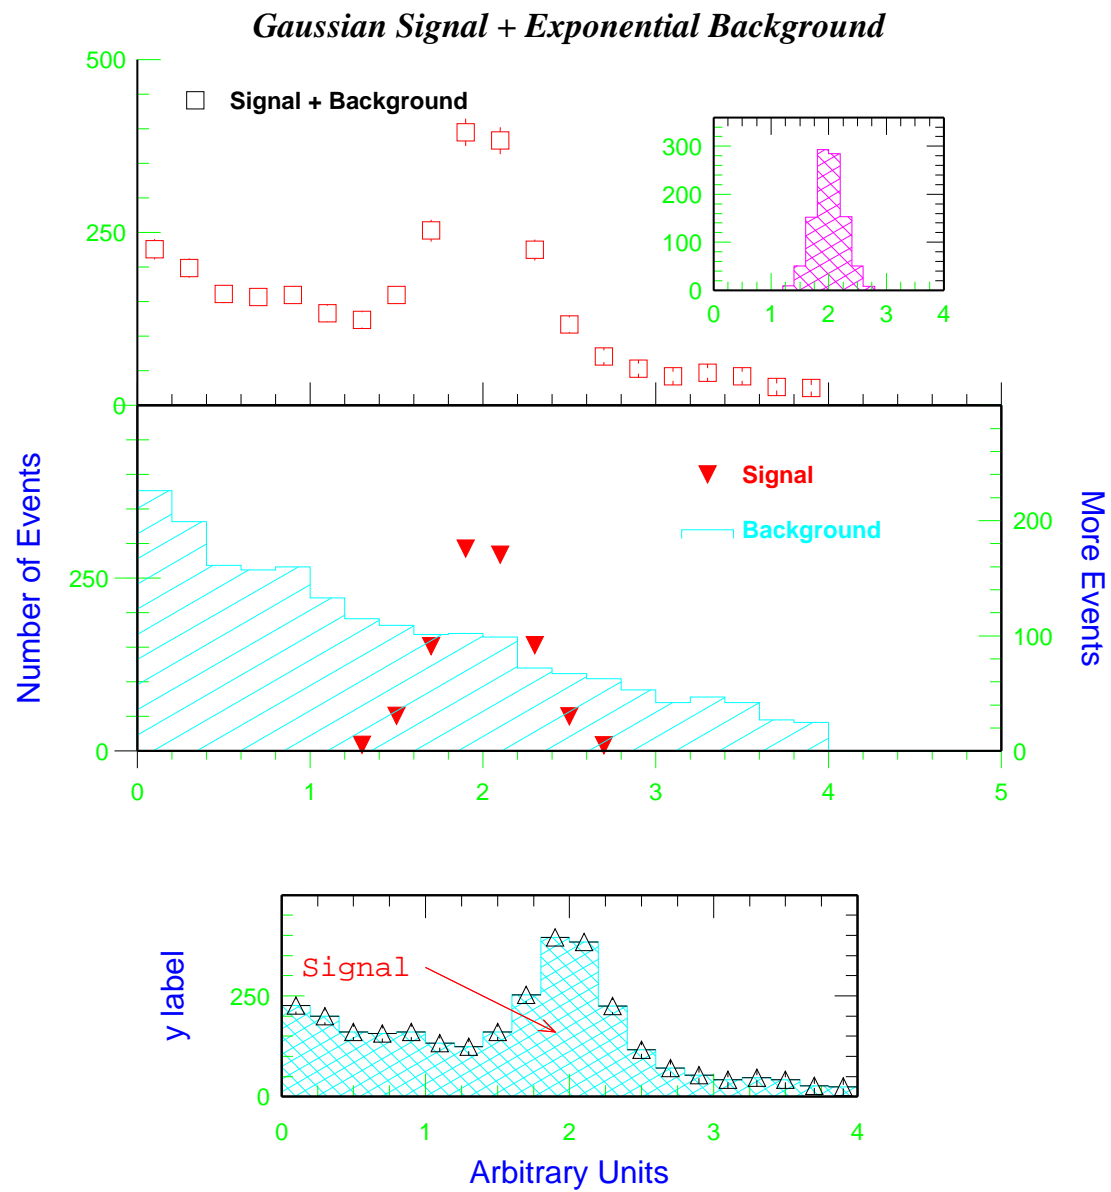 Gaussian Signal + Exponential Background
500
Signal + Background
250
0
300
200
100
0
0 1 2 3 4
Number of Events
250
0
Signal
Background
200
100
0
More Events
0 1 2 3 4 5
y label
250
0
Signal
0 1 2 3 4
Arbitrary Units